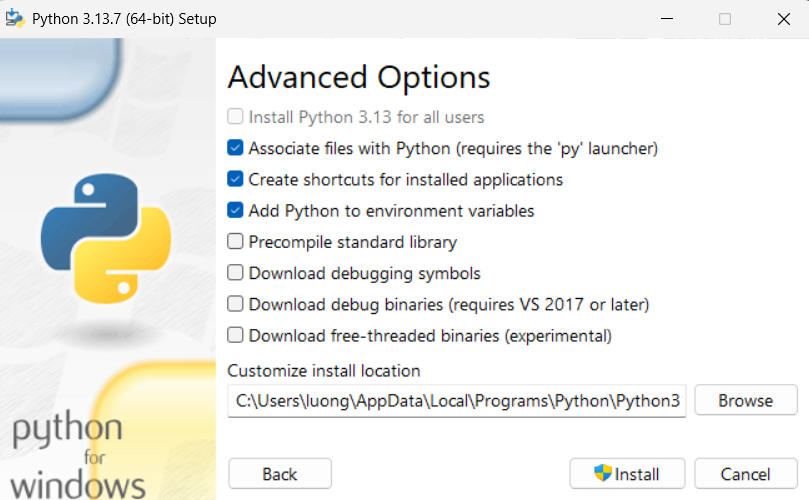 Python 3.13.7 (64-bit) Setup
Advanced Options
Install Python 3.13 for all users
Associate files with Python (requires the 'py' launcher)
Create shortcuts for installed applications
Add Python to environment variables
Precompile standard library
Download debugging symbols
Download debug binaries (requires VS 2017 or later)
Download free-threaded binaries (experimental)
Customize install location
C:\Users\luong\AppData\Local\Programs\Python\Python3
Browse
python
for
windows
Back
Install
Cancel